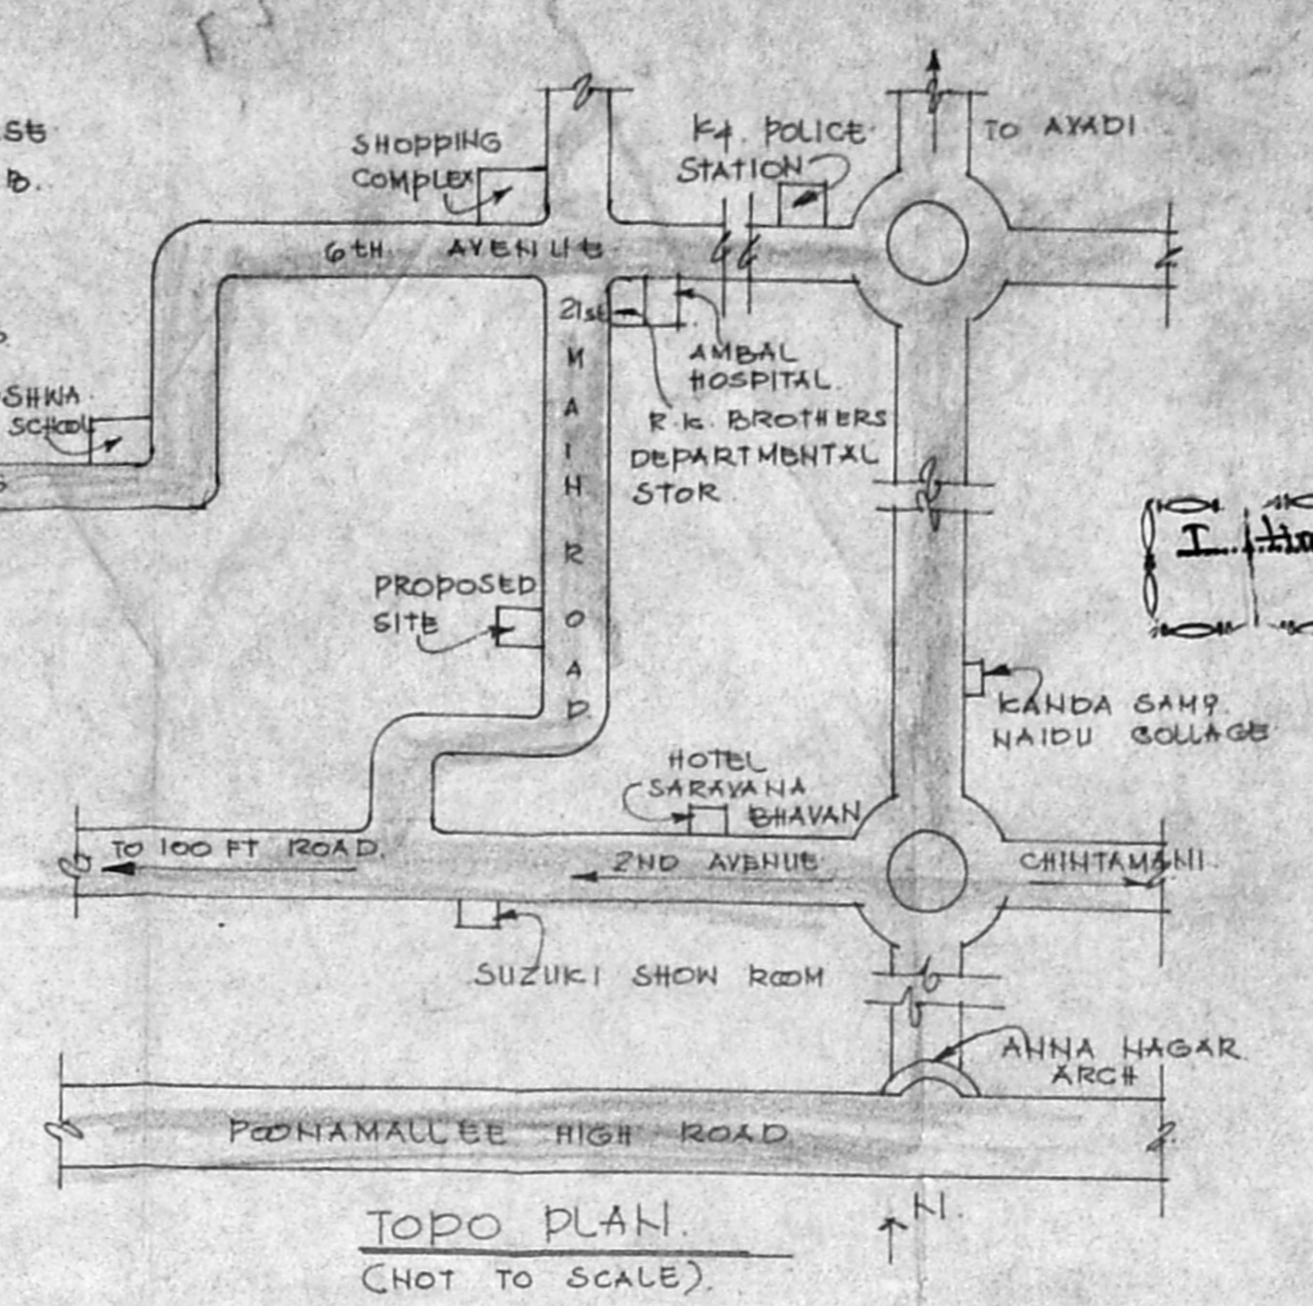 SHOPPING
COMPLEX
K4. POLICE
STATION
TO AVADI
6TH AVENUE
21st
MAIN ROAD
AMBAL
HOSPITAL.
R.K. BROTHERS
DEPARTMENTAL
STOR
SHWA
SCHOOL
PROPOSED
SITE
KANDA SAMY.
NAIDU COLLAGE
HOTEL
SARAVANA
BHAVAN
TO 100 FT ROAD.
2ND AVENUE
CHINTAMANI.
SUZUKI SHOW ROOM
ANNA NAGAR
ARCH
POONAMALLEE HIGH ROAD
N.
TOPO PLAN.
(NOT TO SCALE).